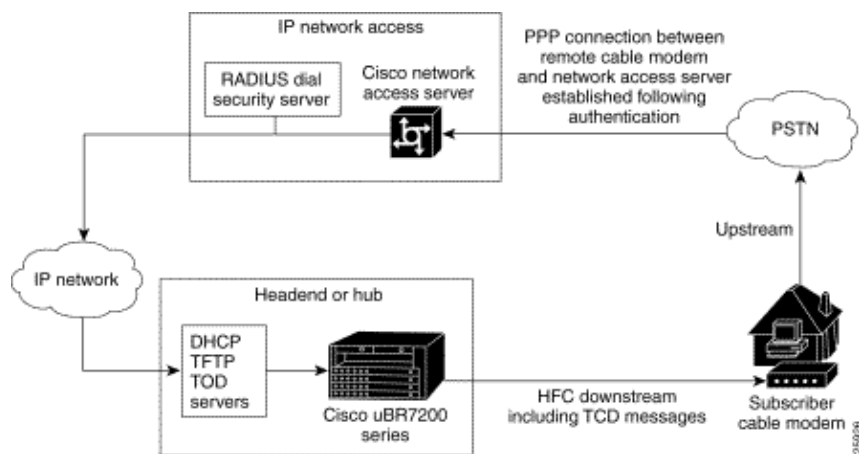 IP network access
RADIUS dial
security server
Cisco network
access server
PPP connection between
remote cable modem
and network access server
established following
authentication
PSTN
Upstream
IP network
Headend or hub
DHCP
TFTP
TOD
servers
Cisco uBR7200
series
HFC downstream
including TCD messages
Subscriber
cable modem